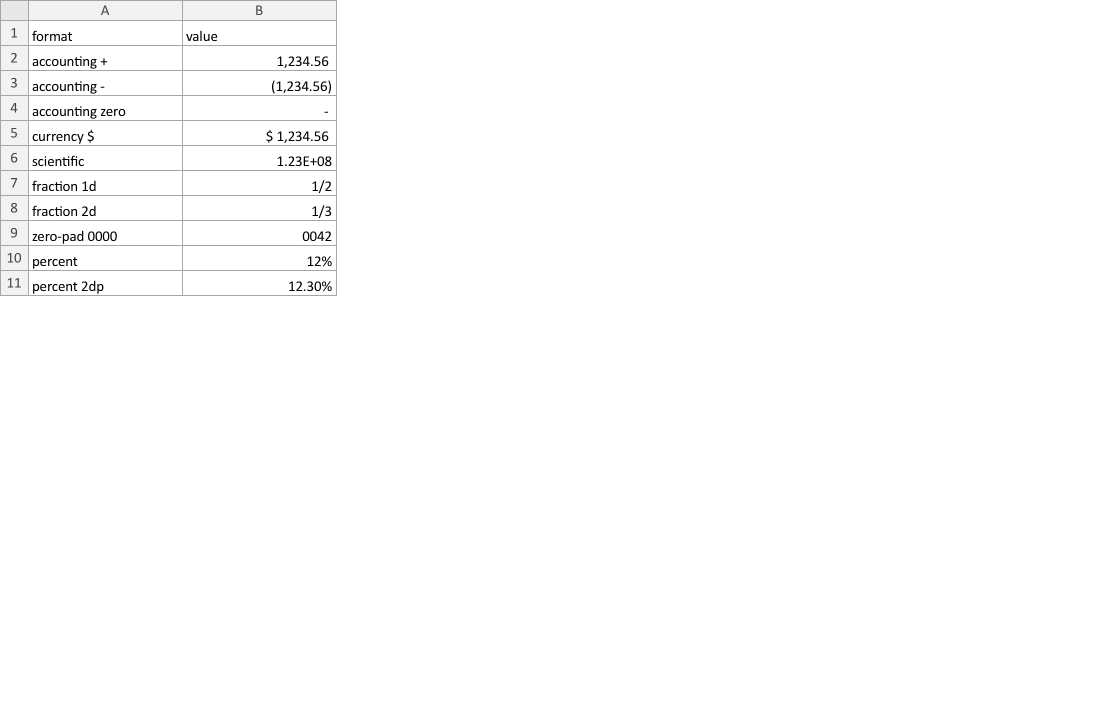 A B
1 format value
2 accounting + 1,234.56
3 accounting - (1,234.56)
4 accounting zero -
5 currency $ $ 1,234.56
6 scientific 1.23E+08
7 fraction 1d 1/2
8 fraction 2d 1/3
9 zero-pad 0000 0042
10 percent 12%
11 percent 2dp 12.30%